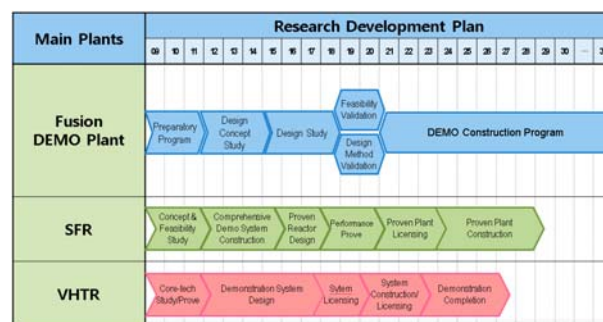 Main Plants
Research Development Plan
09 10 11 12 13 14 15 16 17 18 19 20 21 22 23 24 25 26 27 28 29 30 ...
Fusion
DEMO Plant
Preparatory
Program
Design
Concept
Study
Design Study
Feasibility
Validation
Design
Method
Validation
DEMO Construction Program
SFR
Concept &
Feasibility
Study
Comprehensive
Demo System
Construction
Proven
Reactor
Design
Performance
Prove
Proven Plant
Licensing
Proven Plant
Construction
VHTR
Core-tech
Study/Prove
Demonstration System
Design
Sytem
Licensing
System
Construction/
Licensing
Demonstration
Completion